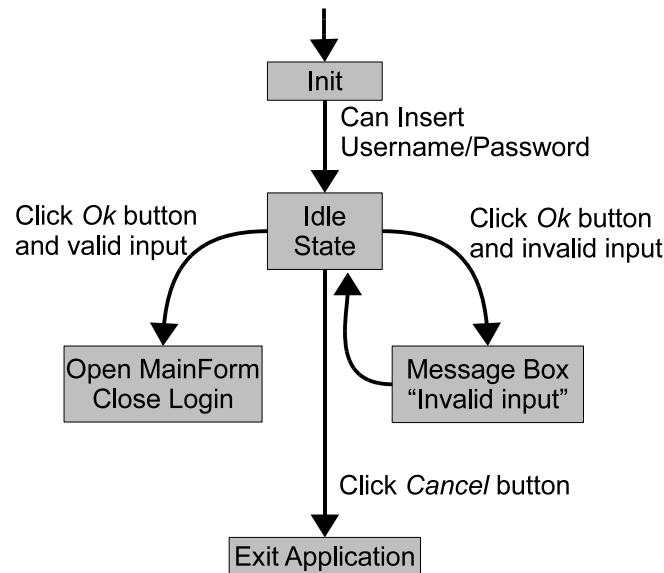 Init
Can Insert
Username/Password
Idle
State
Click Ok button
and valid input
Click Ok button
and invalid input
Open MainForm
Close Login
Message Box
“Invalid input”
Click Cancel button
Exit Application